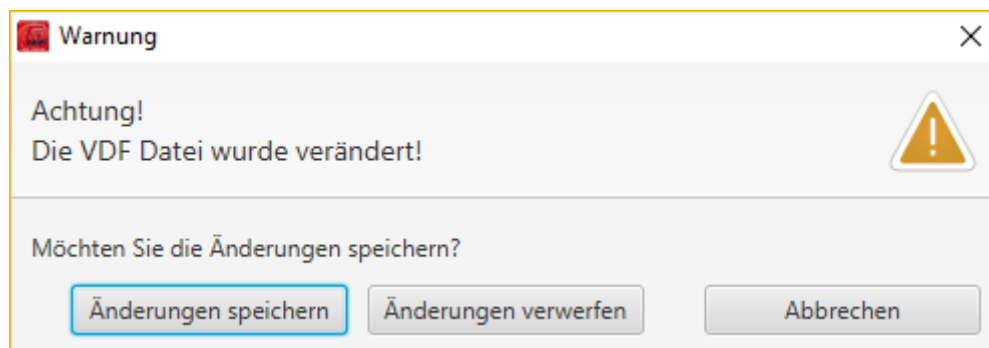 Warnung
Achtung!
Die VDF Datei wurde verändert!
Möchten Sie die Änderungen speichern?
Änderungen speichern
Änderungen verwerfen
Abbrechen